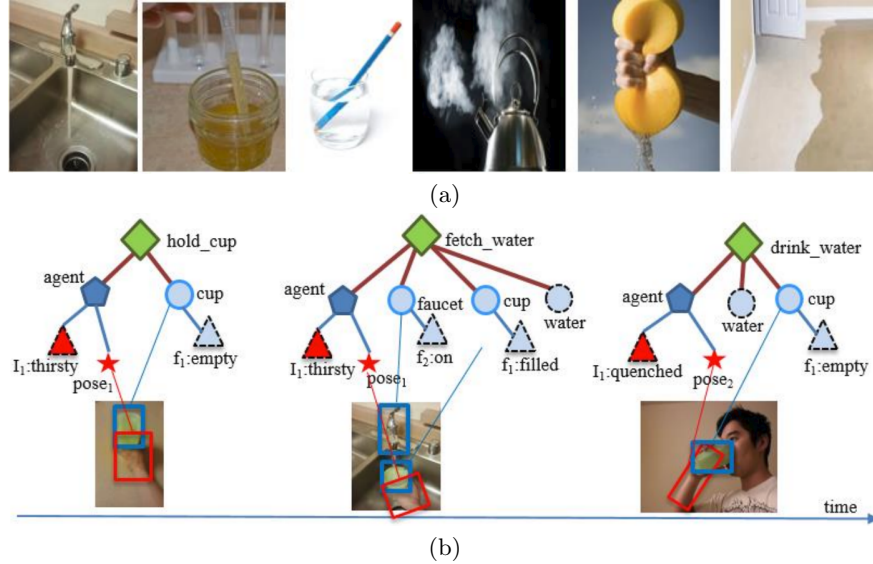 (a)
hold_cup
agent
cup
I₁:thirsty
pose₁
f₁:empty
fetch_water
agent
faucet
cup
water
I₁:thirsty
pose₁
f₂:on
f₁:filled
drink_water
agent
water
cup
I₁:quenched
pose₂
f₁:empty
time
(b)